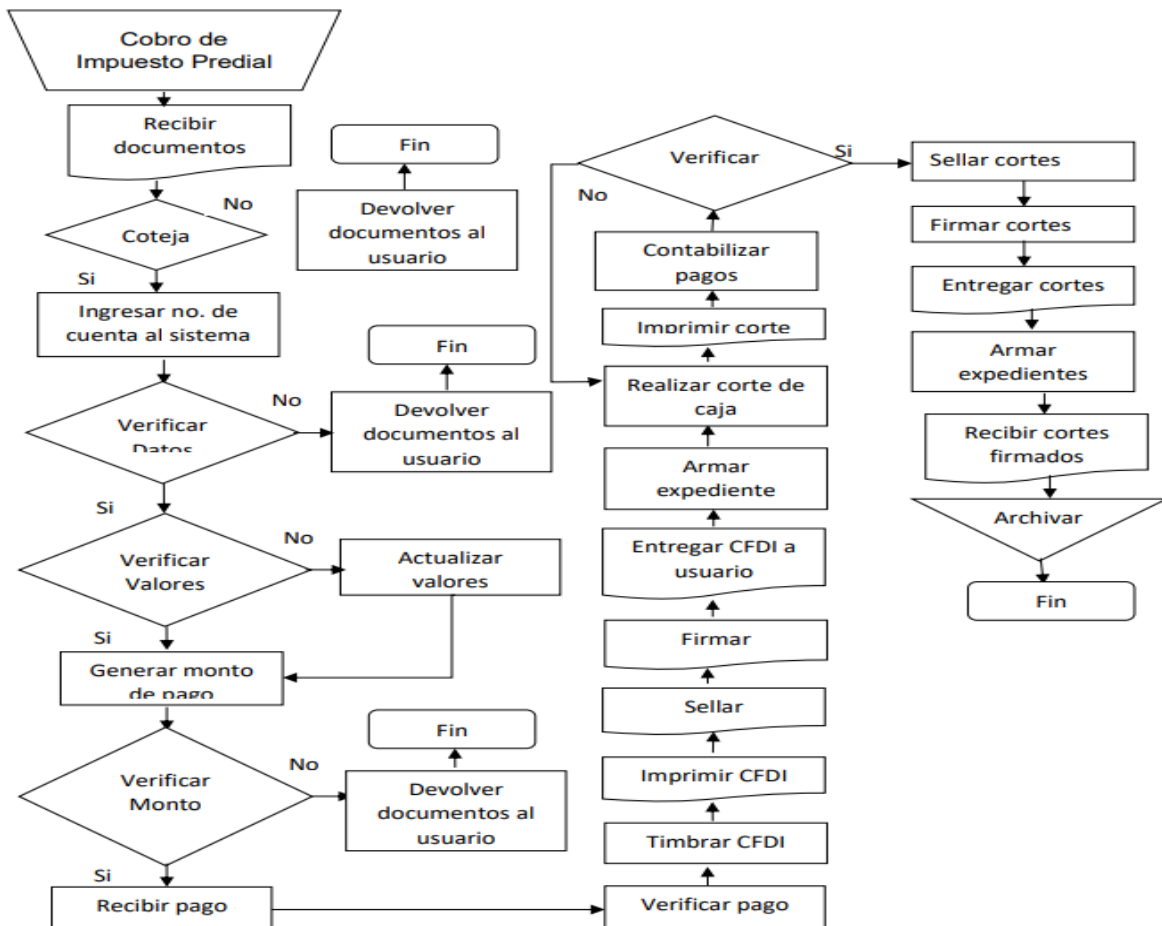 Cobro de
Impuesto Predial
Recibir
documentos
No
Coteja
Si
Fin
Devolver
documentos al
usuario
Ingresar no. de
cuenta al sistema
Verificar
Datos
No
Devolver
documentos al
usuario
Fin
Si
Verificar
Valores
No
Actualizar
valores
Si
Generar monto
de pago
Verificar
Monto
No
Devolver
documentos al
usuario
Fin
Si
Recibir pago
Verificar pago
Timbrar CFDI
Imprimir CFDI
Sellar
Firmar
Entregar CFDI a
usuario
Armar
expediente
Realizar corte de
caja
Imprimir corte
Contabilizar
pagos
Verificar
No
Si
Sellar cortes
Firmar cortes
Entregar cortes
Armar
expedientes
Recibir cortes
firmados
Archivar
Fin